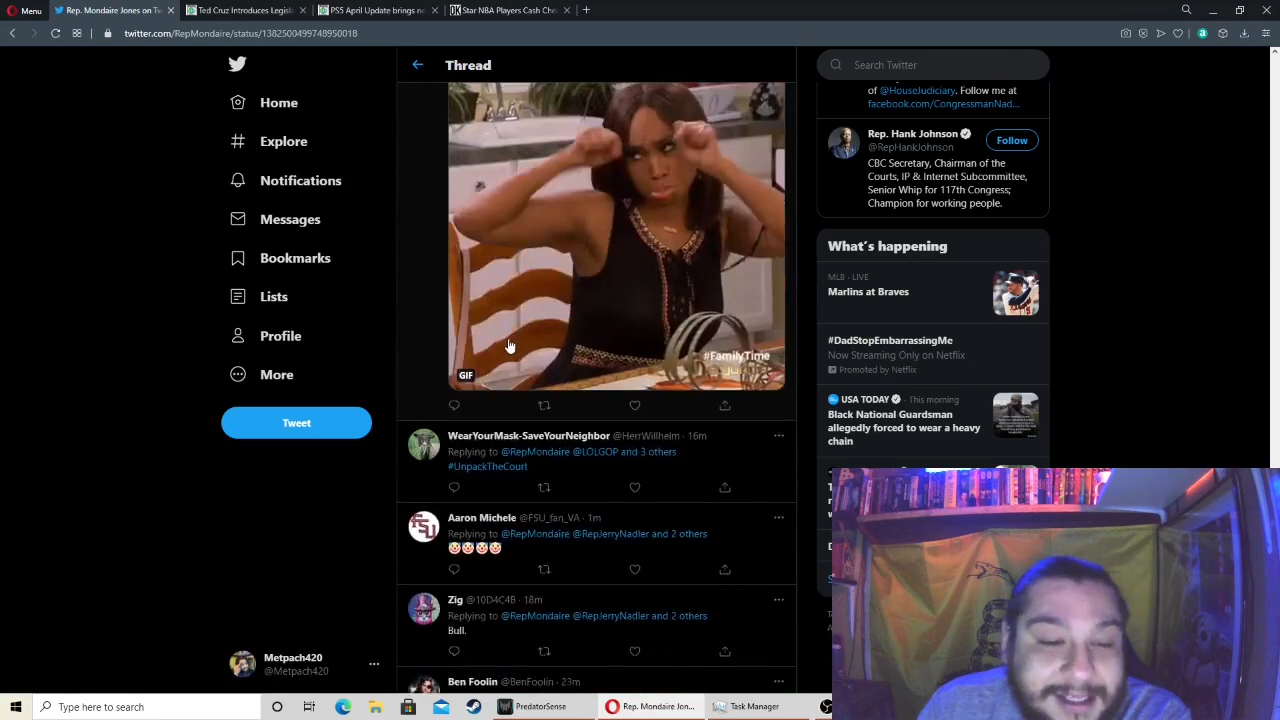 Menu
Rep. Mondaire Jones on Tw
Ted Cruz Introduces Legisl
PS5 April Update brings ne
Star NBA Players Cash Che
twitter.com/RepMondaire/status/1382500499748950018
Home
Explore
Notifications
Messages
Bookmarks
Lists
Profile
More
Tweet
Metpach420
@Metpach420
Thread
#FamilyTime
GIF
WearYourMask-SaveYourNeighbor @HerrWillhelm · 16m
Replying to @RepMondaire @LOLGOP and 3 others
#UnpackTheCourt
Aaron Michele @FSU_fan_VA · 1m
Replying to @RepMondaire @RepJerryNadler and 2 others
🤡🤡🤡🤡
Zig @10D4C4B · 18m
Replying to @RepMondaire @RepJerryNadler and 2 others
Bull.
Ben Foolin @BenFoolin · 23m
Search Twitter
of @HouseJudiciary. Follow me at
facebook.com/CongressmanNad...
Rep. Hank Johnson
@RepHankJohnson
Follow
CBC Secretary, Chairman of the
Courts, IP & Internet Subcommittee,
Senior Whip for 117th Congress;
Champion for working people.
What's happening
MLB · LIVE
Marlins at Braves
#DadStopEmbarrassingMe
Now Streaming Only on Netflix
Promoted by Netflix
USA TODAY · This morning
Black National Guardsman
allegedly forced to wear a heavy
chain
Type here to search
PredatorSense
Rep. Mondaire Jon...
Task Manager